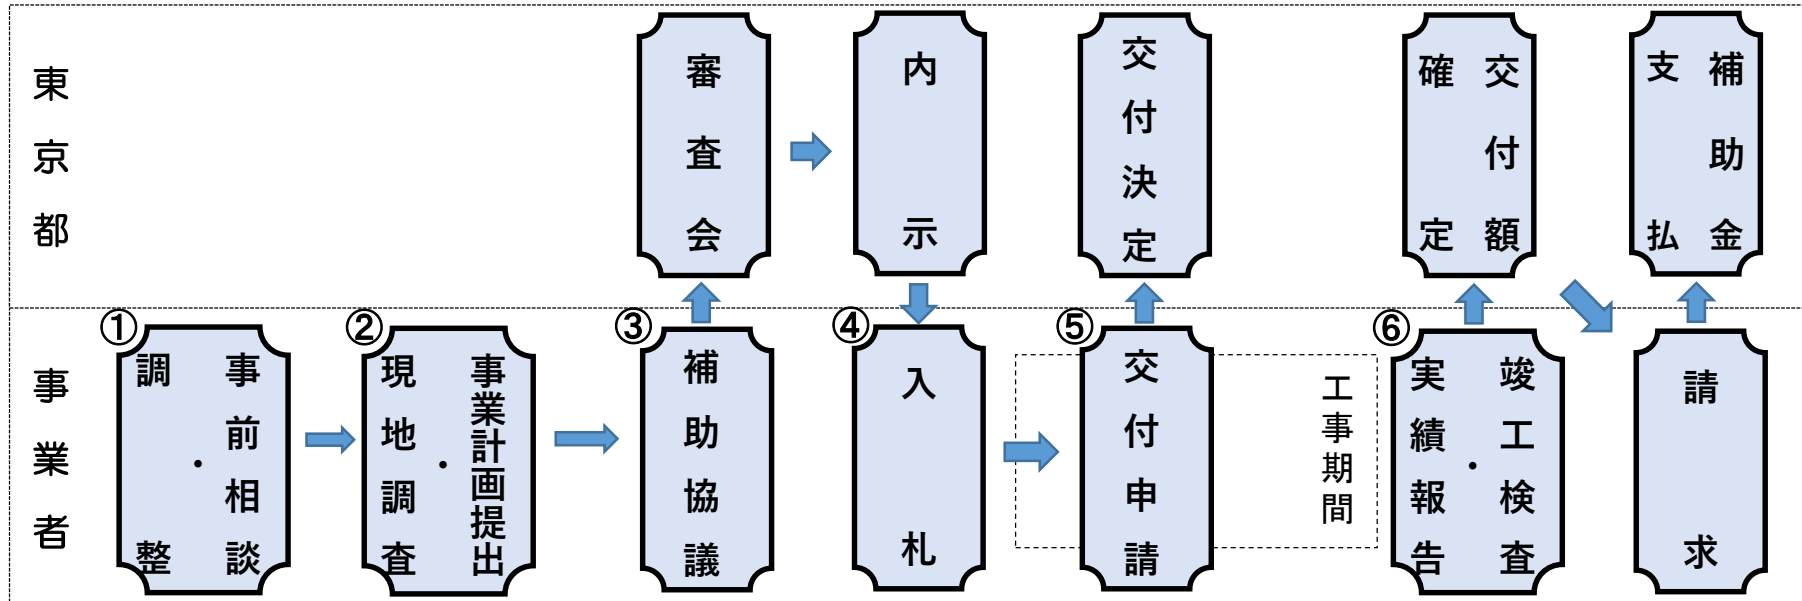 東京都
審査会
内示
交付決定
交付額
確定
補助金
支払
事業者
①
事前相談
・
調整
②
事業計画提出
・
現地調査
③
補助協議
④
入札
⑤
交付申請
工事期間
⑥
竣工検査
・
実績報告
請求